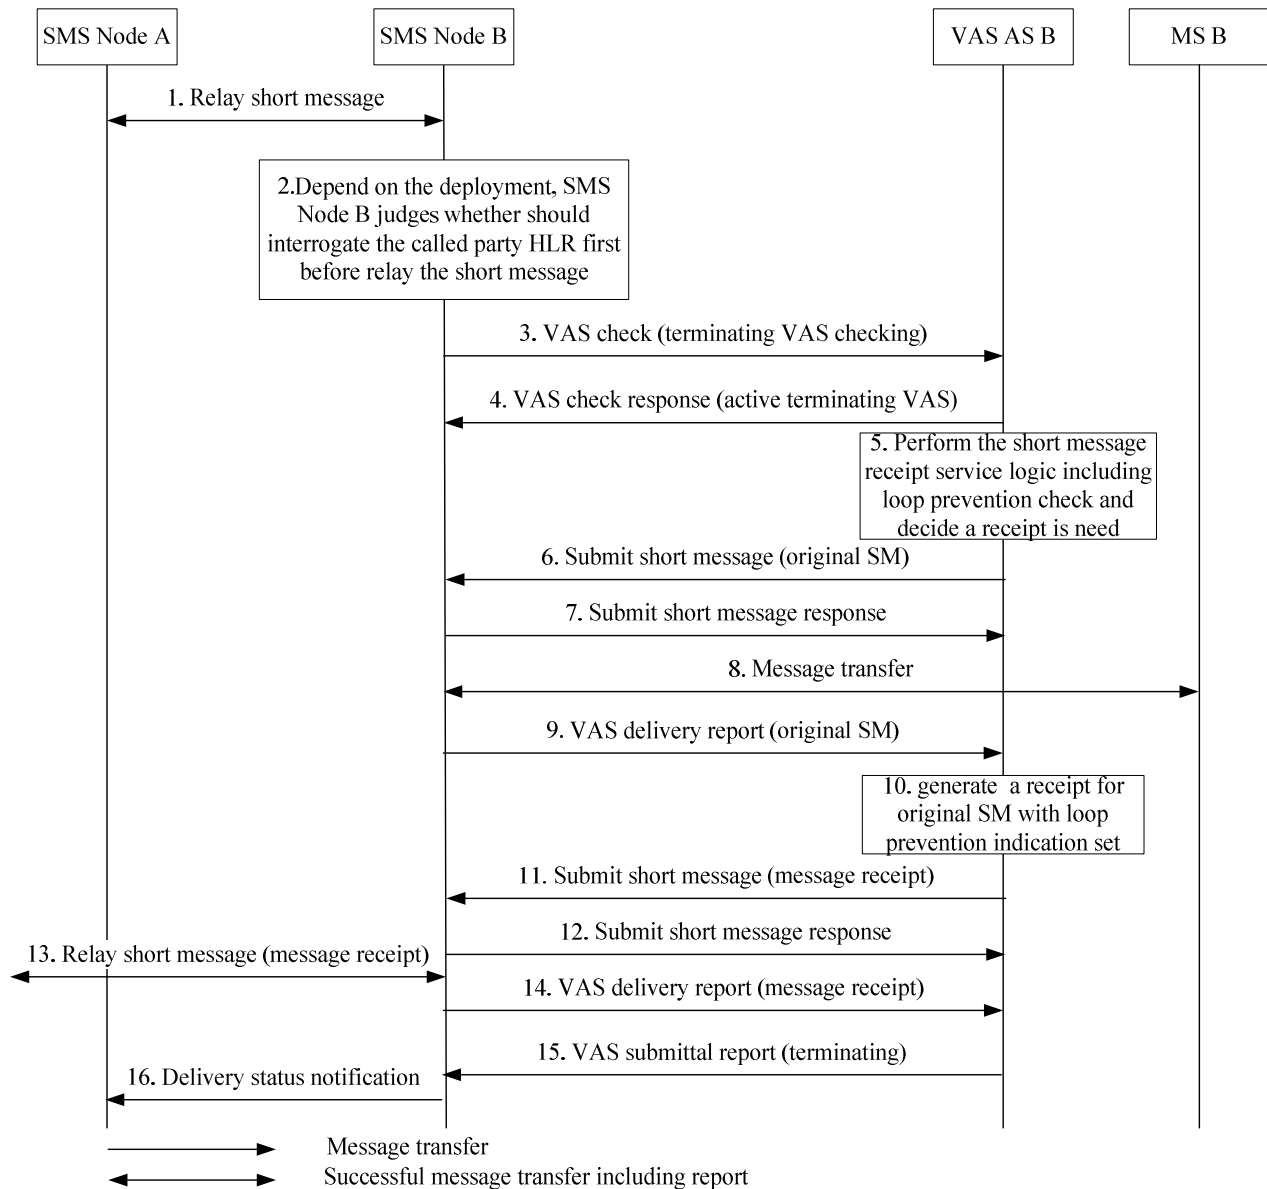 SMS Node A
SMS Node B
VAS AS B
MS B
1. Relay short message
2.Depend on the deployment, SMS
Node B judges whether should
interrogate the called party HLR first
before relay the short message
3. VAS check (terminating VAS checking)
4. VAS check response (active terminating VAS)
5. Perform the short message
receipt service logic including
loop prevention check and
decide a receipt is need
6. Submit short message (original SM)
7. Submit short message response
8. Message transfer
9. VAS delivery report (original SM)
10. generate a receipt for
original SM with loop
prevention indication set
11. Submit short message (message receipt)
12. Submit short message response
13. Relay short message (message receipt)
14. VAS delivery report (message receipt)
15. VAS submittal report (terminating)
16. Delivery status notification
Message transfer
Successful message transfer including report